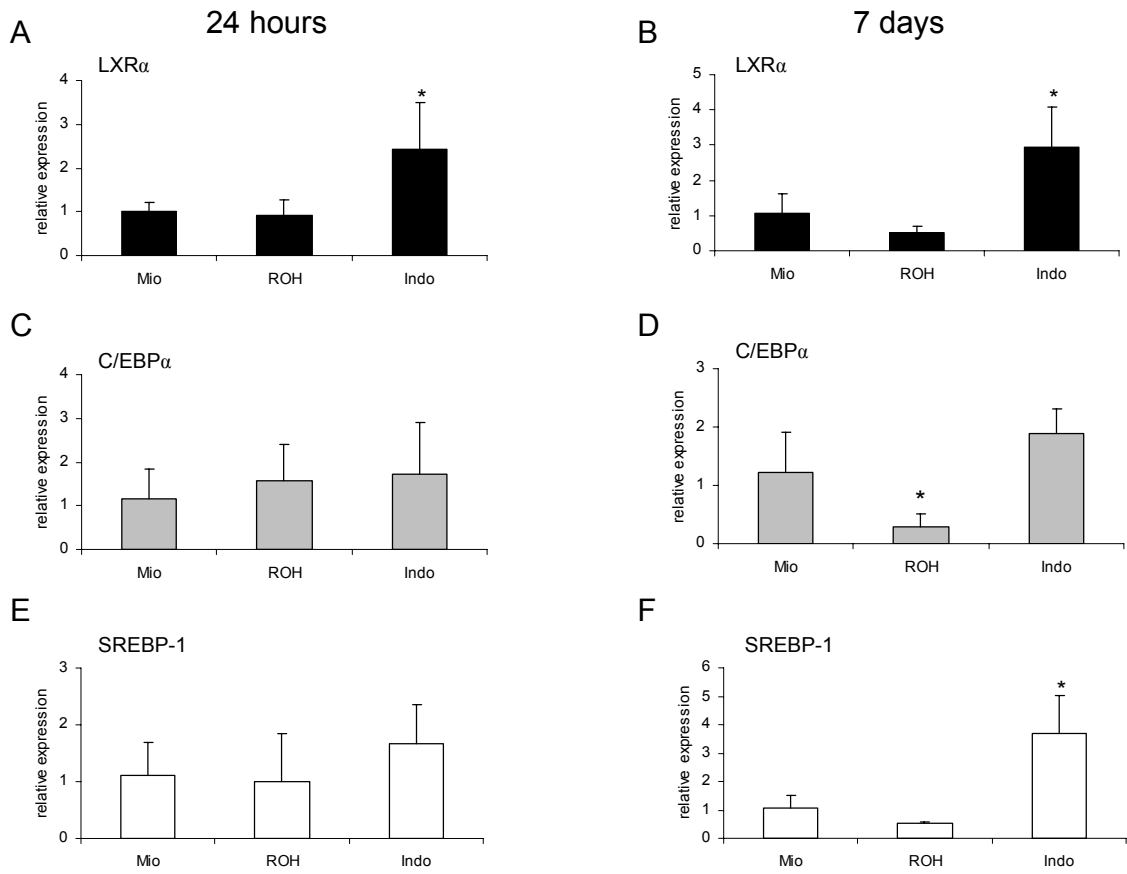 24 hours
7 days
A
LXRα
relative expression
4
3
2
1
0
*
Mio ROH Indo
B
LXRα
relative expression
5
4
3
2
1
0
*
Mio ROH Indo
C
C/EBPα
relative expression
4
3
2
1
0
Mio ROH Indo
D
C/EBPα
relative expression
3
2
1
0
*
Mio ROH Indo
E
SREBP-1
relative expression
3
2
1
0
Mio ROH Indo
F
SREBP-1
relative expression
6
5
4
3
2
1
0
*
Mio ROH Indo